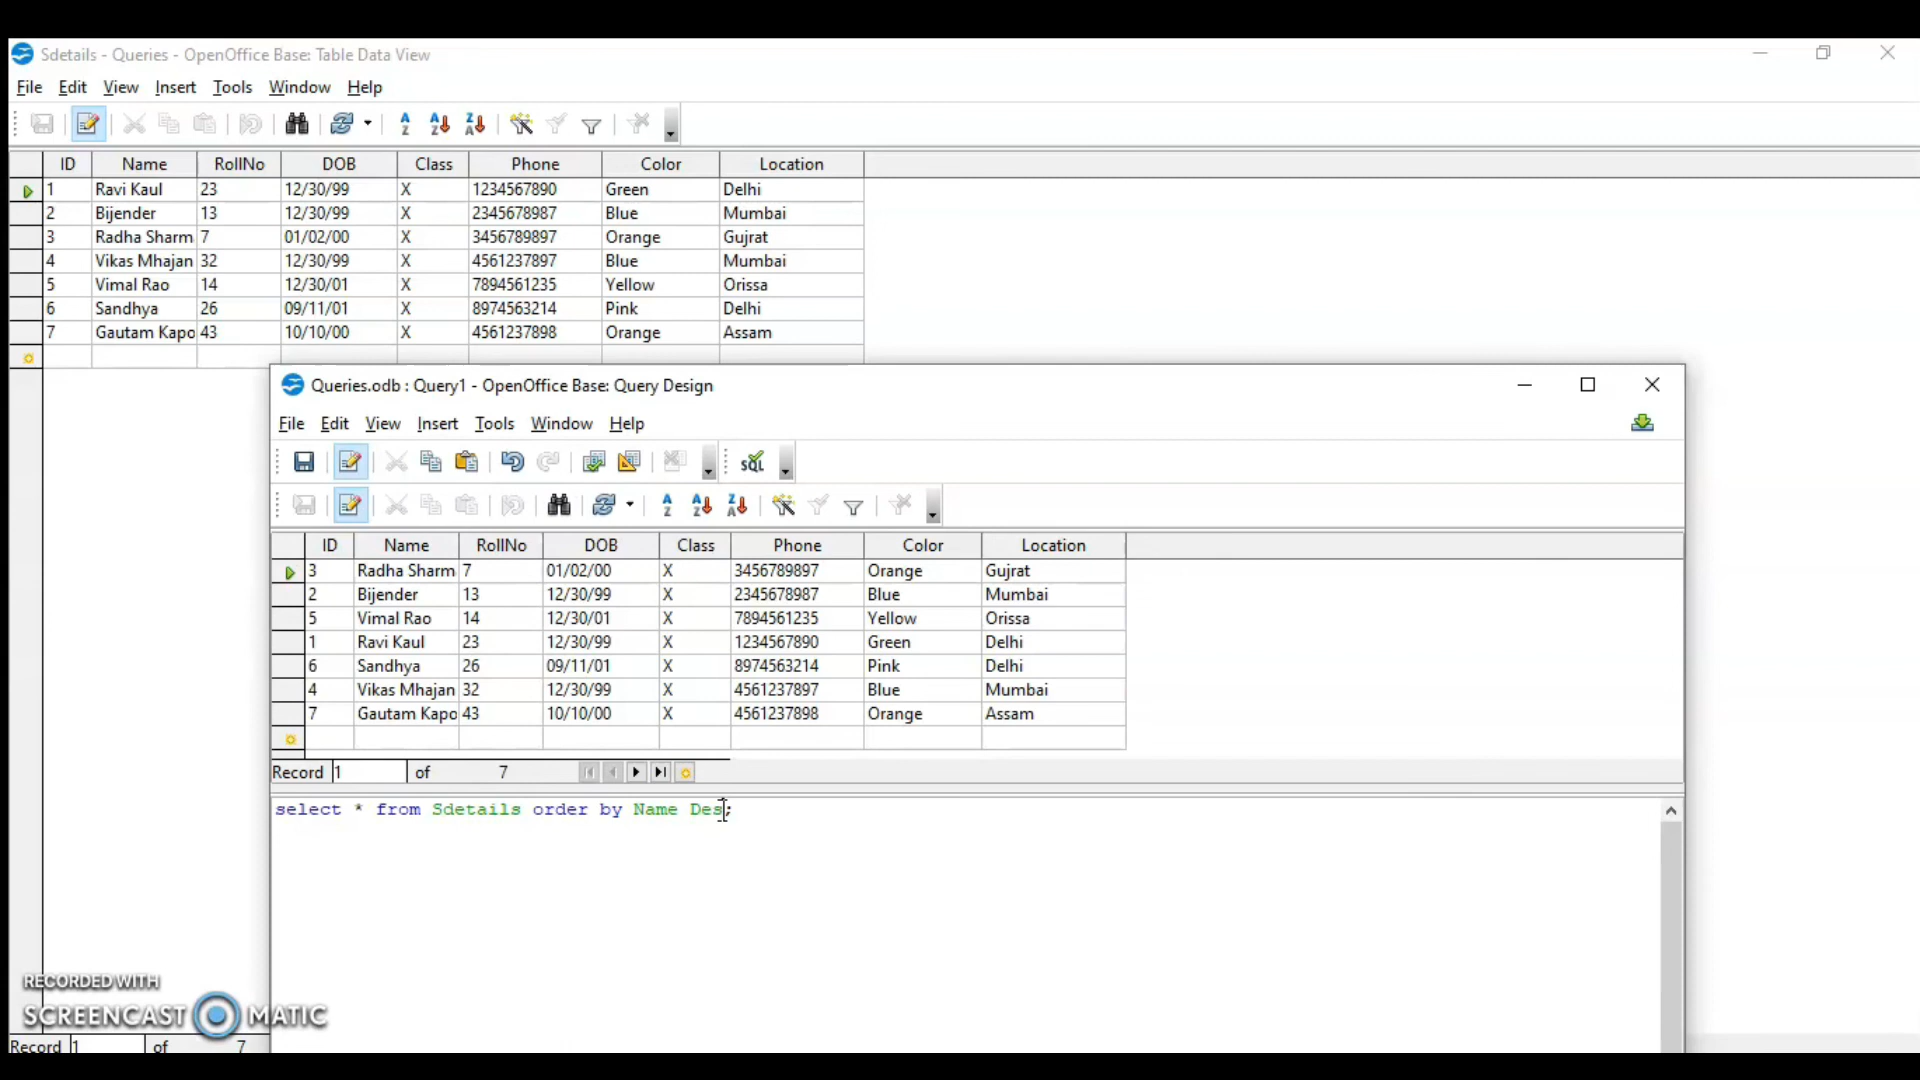 Sdetails - Queries - OpenOffice Base: Table Data View
File Edit View Insert Tools Window Help
ID Name RollNo DOB Class Phone Color Location
1 Ravi Kaul 23 12/30/99 X 1234567890 Green Delhi
2 Bijender 13 12/30/99 X 2345678987 Blue Mumbai
3 Radha Sharm 7 01/02/00 X 3456789897 Orange Gujrat
4 Vikas Mhajan 32 12/30/99 X 4561237897 Blue Mumbai
5 Vimal Rao 14 12/30/01 X 7894561235 Yellow Orissa
6 Sandhya 26 09/11/01 X 8974563214 Pink Delhi
7 Gautam Kapo 43 10/10/00 X 4561237898 Orange Assam
Queries.odb : Query1 - OpenOffice Base: Query Design
File Edit View Insert Tools Window Help
SQL
ID Name RollNo DOB Class Phone Color Location
3 Radha Sharm 7 01/02/00 X 3456789897 Orange Gujrat
2 Bijender 13 12/30/99 X 2345678987 Blue Mumbai
5 Vimal Rao 14 12/30/01 X 7894561235 Yellow Orissa
1 Ravi Kaul 23 12/30/99 X 1234567890 Green Delhi
6 Sandhya 26 09/11/01 X 8974563214 Pink Delhi
4 Vikas Mhajan 32 12/30/99 X 4561237897 Blue Mumbai
7 Gautam Kapo 43 10/10/00 X 4561237898 Orange Assam
Record 1 of 7
select * from Sdetails order by Name Des;
RECORDED WITH
SCREENCAST MATIC
Record 1 of 7